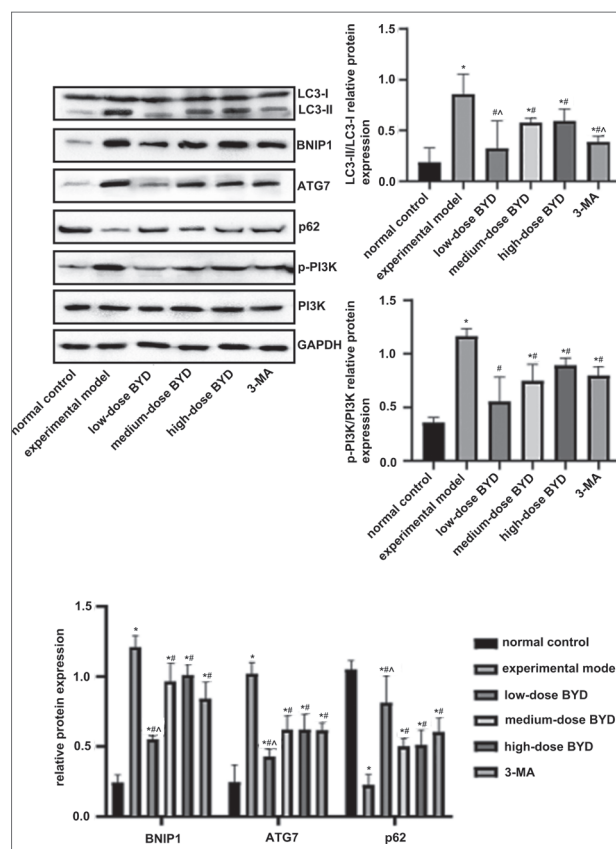 LC3-I
LC3-II
BNIP1
ATG7
p62
p-PI3K
PI3K
GAPDH
normal control
experimental model
low-dose BYD
medium-dose BYD
high-dose BYD
3-MA
LC3-II/LC3-I relative protein
expression
1.5
1.0
0.5
0.0
*
#^
*#
*#
*#^
normal control
experimental model
low-dose BYD
medium-dose BYD
high-dose BYD
3-MA
p-PI3K/PI3K relative protein
expression
1.5
1.0
0.5
0.0
*
#
*#
*#
*#
normal control
experimental model
low-dose BYD
medium-dose BYD
high-dose BYD
3-MA
relative protein expression
1.5
1.0
0.5
0.0
*
*#^
*#
*#
*#
*
*#^
*#
*#
*#
*
*#^
*#
*#
*#
BNIP1
ATG7
p62
normal control
experimental mode
low-dose BYD
medium-dose BYD
high-dose BYD
3-MA